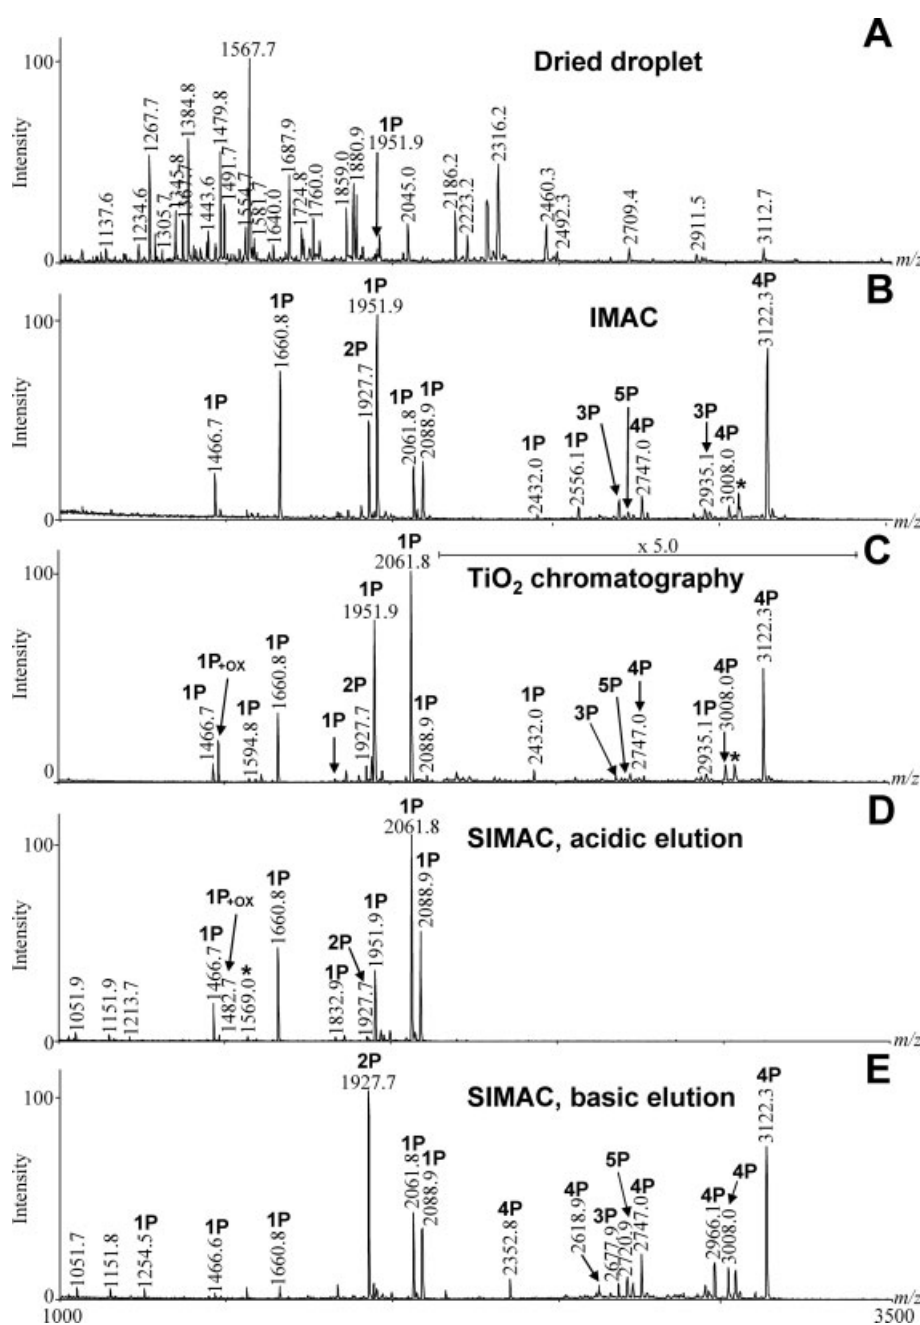 A
Dried droplet
100
Intensity
0
1137.6
1234.6
1267.7
1305.7
1345.8
1367.7
1384.8
1443.6
1479.8
1491.7
1554.7
1567.7
1581.7
1640.0
1687.9
1724.8
1760.0
1859.0
1880.9
1P
1951.9
2045.0
2186.2
2223.2
2316.2
2460.3
2492.3
2709.4
2911.5
3112.7
m/z
B
IMAC
100
Intensity
0
1P
1466.7
1P
1660.8
2P
1927.7
1P
1951.9
1P
2061.8
1P
2088.9
1P
2432.0
1P
2556.1
3P
5P
4P
2747.0
3P
2935.1
4P
3008.0
*
4P
3122.3
m/z
C
x 5.0
TiO2 chromatography
100
Intensity
0
1P
1466.7
1P+OX
1P
1594.8
1P
1660.8
1P
2P
1927.7
1P
1951.9
1P
2061.8
1P
2088.9
1P
2432.0
3P
5P
4P
2747.0
1P
2935.1
4P
3008.0
*
4P
3122.3
m/z
D
SIMAC, acidic elution
100
Intensity
0
1051.9
1151.9
1213.7
1P
1466.7
1P+OX
1482.7
1569.0*
1P
1660.8
1P
1832.9
2P
1927.7
1P
1951.9
1P
2061.8
1P
2088.9
m/z
E
SIMAC, basic elution
100
Intensity
0
1051.7
1151.8
1P
1254.5
1P
1466.6
1P
1660.8
2P
1927.7
1P
2061.8
1P
2088.9
4P
2352.8
4P
2618.9
3P
2677.9
5P
2720.9
4P
2747.0
4P
2966.1
4P
3008.0
4P
3122.3
m/z
1000
3500